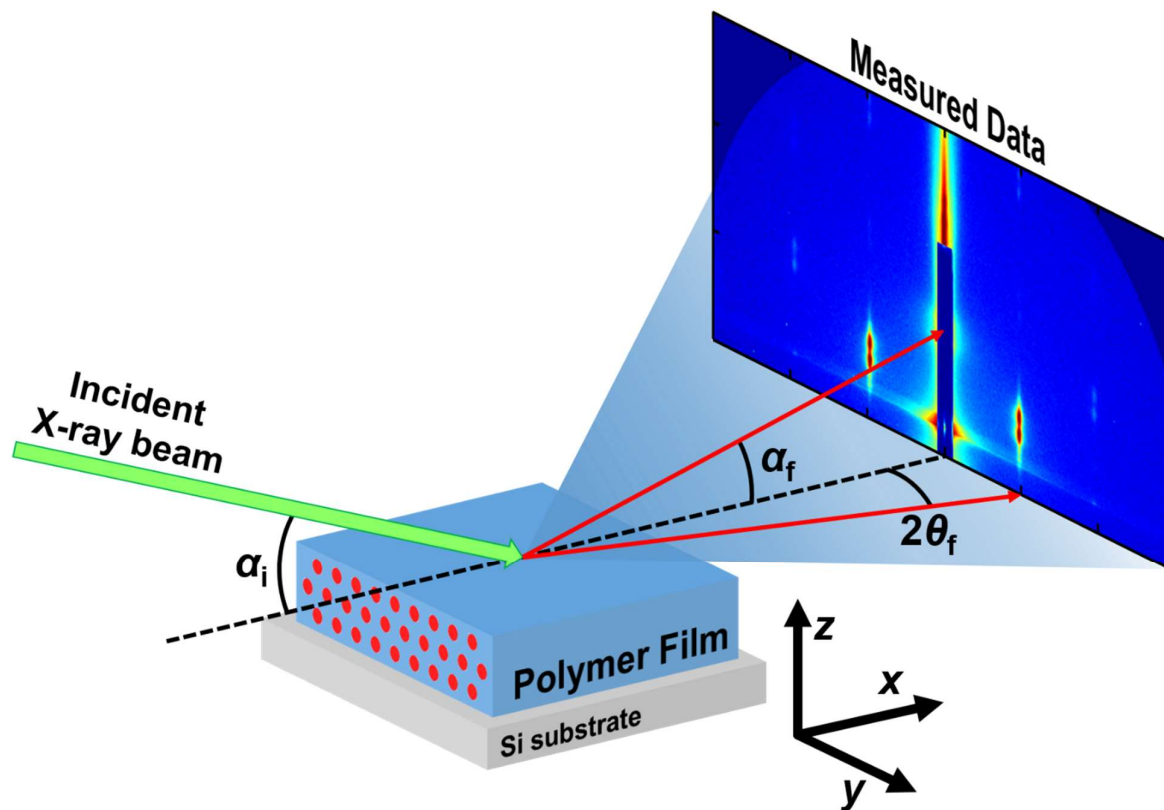 Measured Data
Incident
X-ray beam
αi
αf
2θf
Polymer Film
Si substrate
z
x
y